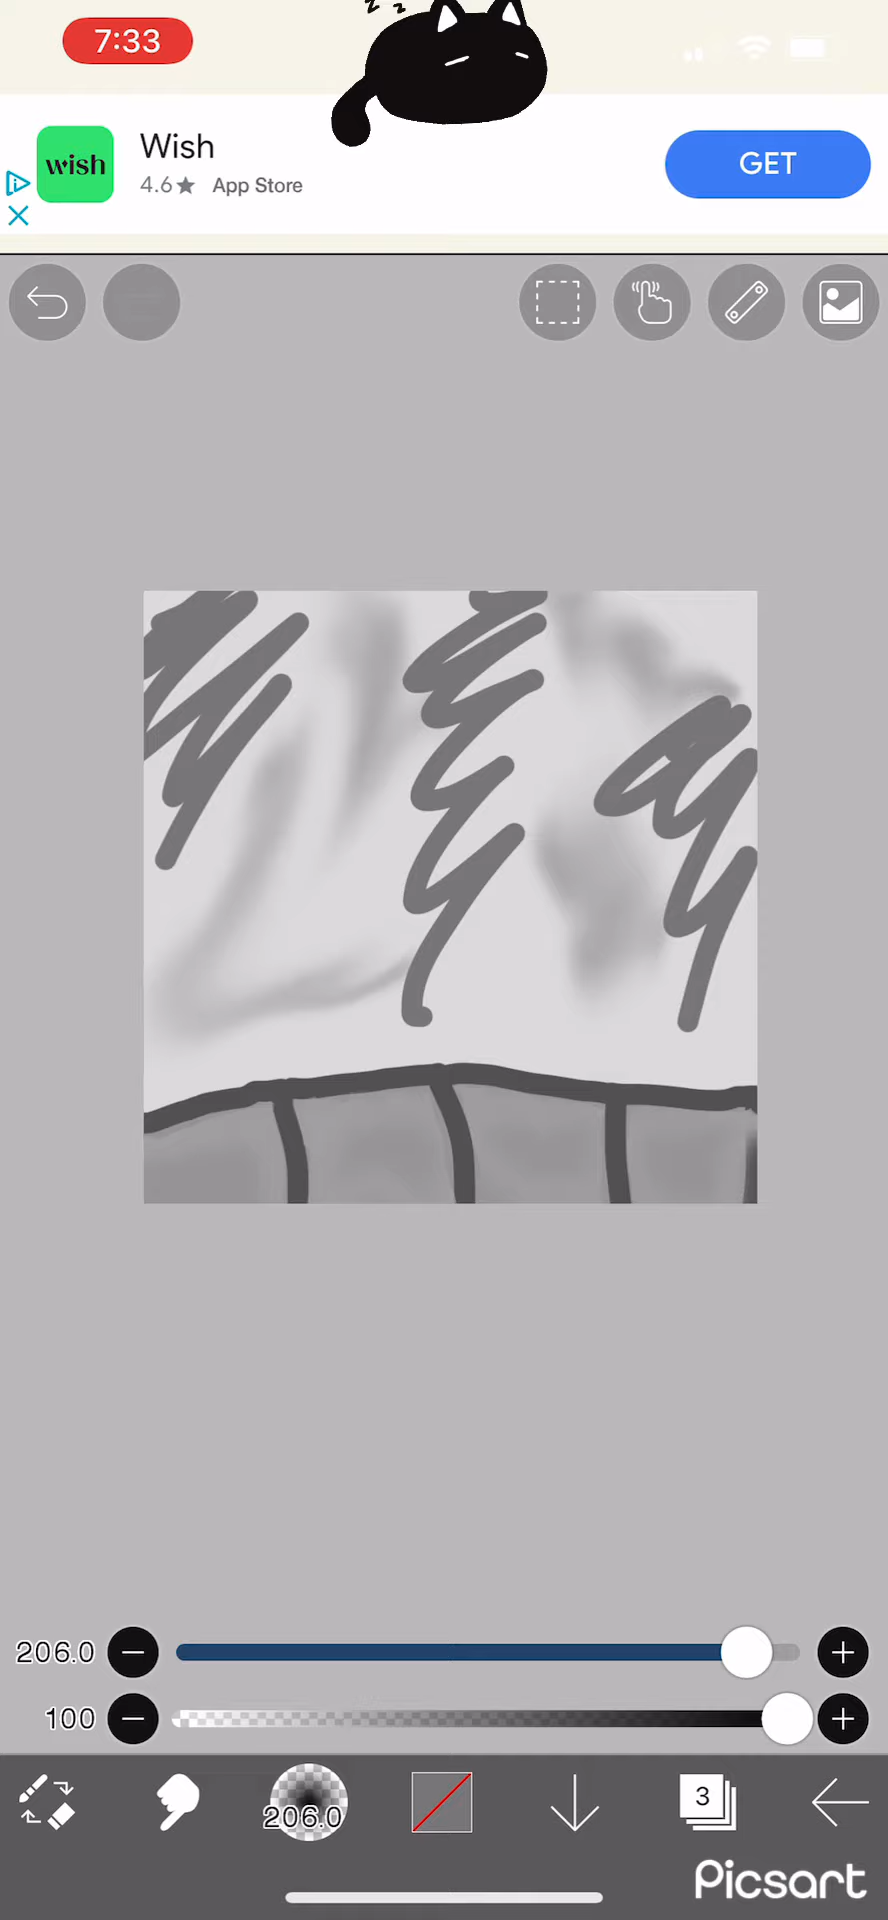 z z
7:33
wish
Wish
4.6★ App Store
GET
206.0
100
206.0
3
Picsart